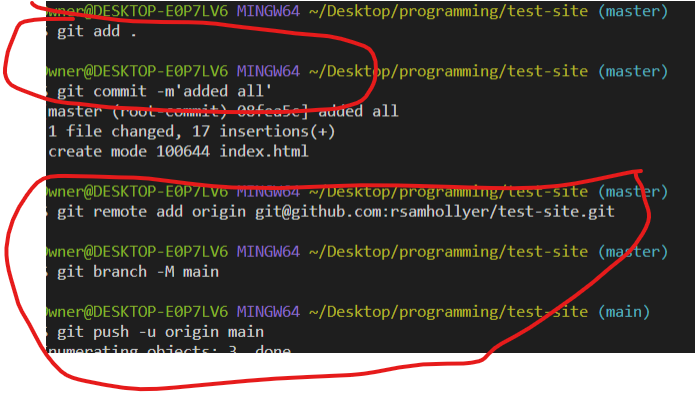 Owner@DESKTOP-E0P7LV6 MINGW64 ~/Desktop/programming/test-site (master)
$ git add .
Owner@DESKTOP-E0P7LV6 MINGW64 ~/Desktop/programming/test-site (master)
$ git commit -m'added all'
[master (root-commit) 08fea5c] added all
1 file changed, 17 insertions(+)
create mode 100644 index.html
Owner@DESKTOP-E0P7LV6 MINGW64 ~/Desktop/programming/test-site (master)
$ git remote add origin git@github.com:rsamhollyer/test-site.git
Owner@DESKTOP-E0P7LV6 MINGW64 ~/Desktop/programming/test-site (master)
$ git branch -M main
Owner@DESKTOP-E0P7LV6 MINGW64 ~/Desktop/programming/test-site (main)
$ git push -u origin main
Enumerating objects: 3, done.